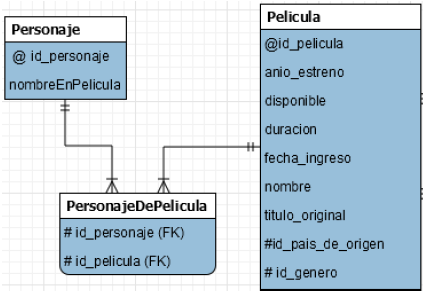 Personaje
@ id_personaje
nombreEnPelicula
Pelicula
@id_pelicula
anio_estreno
disponible
duracion
fecha_ingreso
nombre
titulo_original
#id_pais_de_origen
# id_genero
PersonajeDePelicula
# id_personaje (FK)
# id_pelicula (FK)